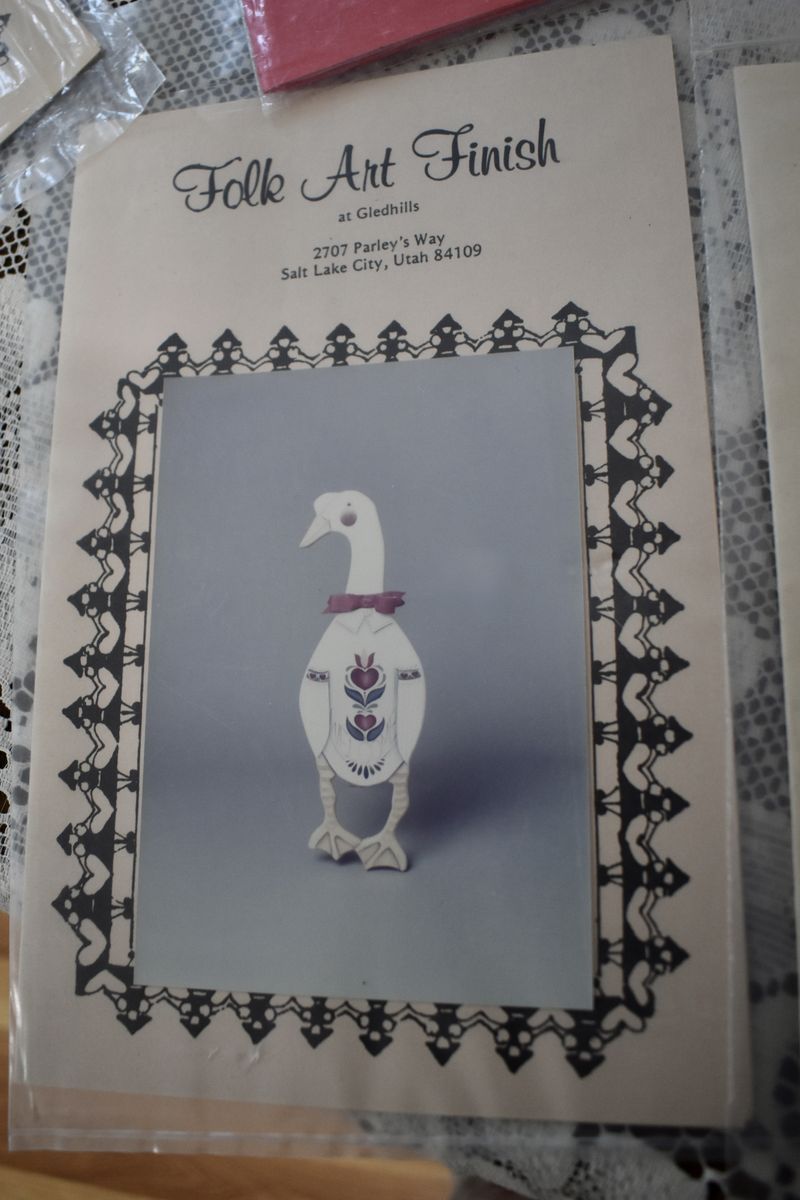 Folk Art Finish
at Gledhills
2707 Parley's Way
Salt Lake City, Utah 84109